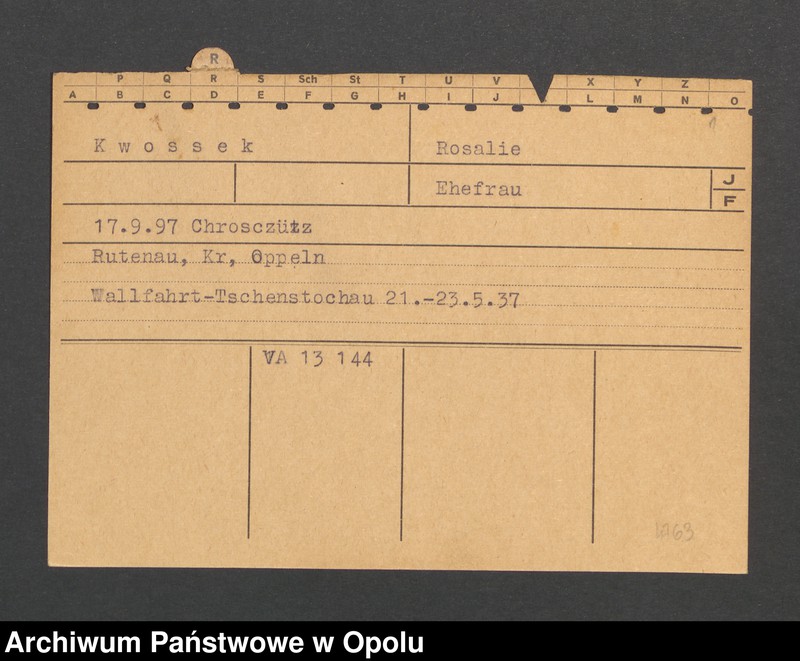 R
P Q R S Sch St T U V X Y Z
A B C D E F G H I J L M N O
1
Kwossek Rosalie
Ehefrau J
F
17.9.97 Chrosczütz
Rutenau, Kr, Oppeln
Wallfahrt-Tschenstochau 21.-23.5.37
VA 13 144
Archiwum Państwowe w Opolu